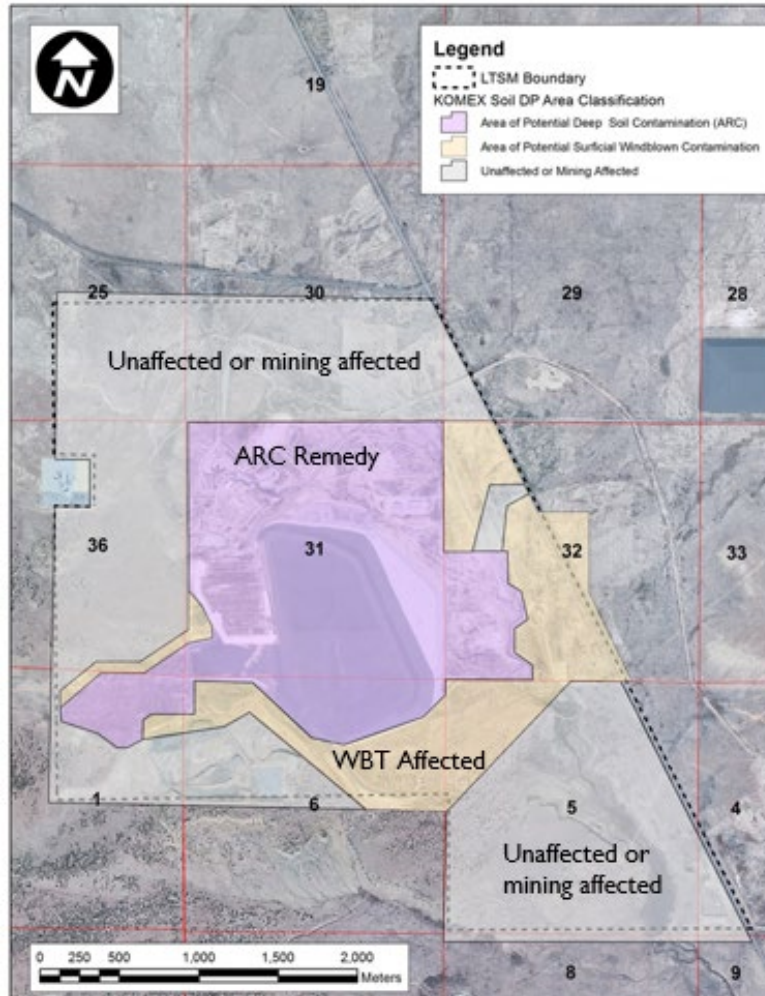 N
Legend
LTSM Boundary
KOMEX Soil DP Area Classification
Area of Potential Deep Soil Contamination (ARC)
Area of Potential Surficial Windblown Contamination
Unaffected or Mining Affected
19
25
30
29
28
Unaffected or mining affected
ARC Remedy
36
31
32
33
WBT Affected
1
6
5
4
Unaffected or
mining affected
0 250 500 1,000 1,500 2,000
Meters
8
9